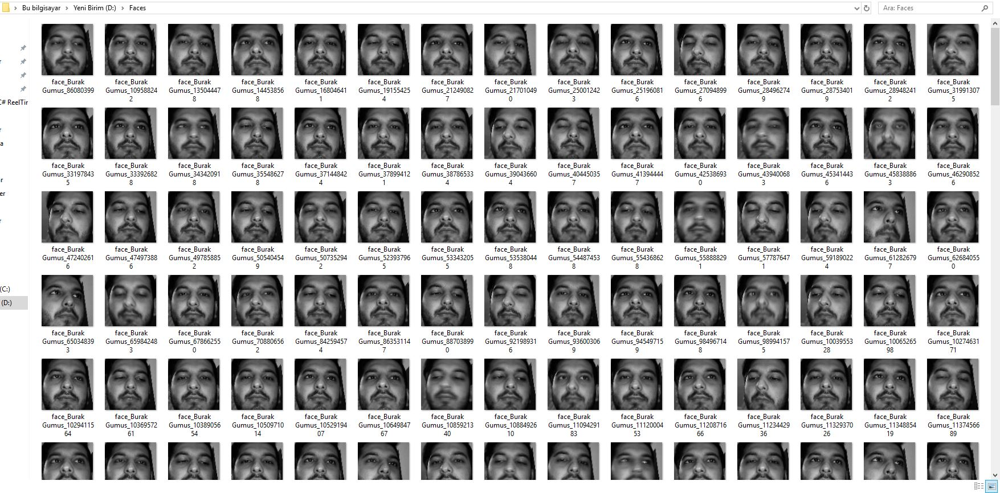 Bu bilgisayar > Yeni Birim (D:) > Faces
Ara: Faces
C# ReelTir
r
a
ır
er
r
(C:)
(D:)
face_Burak face_Burak face_Burak face_Burak face_Burak face_Burak face_Burak face_Burak face_Burak face_Burak face_Burak face_Burak face_Burak face_Burak face_Burak
Gumus_86080399 Gumus_10958824 Gumus_13504447 Gumus_14453856 Gumus_16804641 Gumus_19155425 Gumus_21249082 Gumus_21701049 Gumus_25001242 Gumus_25196081 Gumus_27094899 Gumus_28496274 Gumus_28753401 Gumus_28948241 Gumus_31991307
2 8 8 1 4 7 0 3 6 6 9 9 2 5
face_Burak face_Burak face_Burak face_Burak face_Burak face_Burak face_Burak face_Burak face_Burak face_Burak face_Burak face_Burak face_Burak face_Burak face_Burak
Gumus_33197843 Gumus_33392682 Gumus_34342091 Gumus_35548627 Gumus_37144842 Gumus_37899412 Gumus_38786533 Gumus_39043660 Gumus_40445035 Gumus_41394444 Gumus_42538693 Gumus_43940068 Gumus_45341443 Gumus_45838886 Gumus_46290852
5 8 8 8 4 1 4 4 7 7 0 3 6 3 6
face_Burak face_Burak face_Burak face_Burak face_Burak face_Burak face_Burak face_Burak face_Burak face_Burak face_Burak face_Burak face_Burak face_Burak face_Burak
Gumus_47240261 Gumus_47497388 Gumus_49785885 Gumus_50540454 Gumus_50735294 Gumus_52393796 Gumus_53343205 Gumus_53538044 Gumus_54487453 Gumus_55436862 Gumus_55888829 Gumus_57787647 Gumus_59189022 Gumus_61282679 Gumus_62684055
6 6 2 9 2 5 5 8 8 8 1 1 4 7 0
face_Burak face_Burak face_Burak face_Burak face_Burak face_Burak face_Burak face_Burak face_Burak face_Burak face_Burak face_Burak face_Burak face_Burak face_Burak
Gumus_65034839 Gumus_65984248 Gumus_67866255 Gumus_70880656 Gumus_84259457 Gumus_86353114 Gumus_88703899 Gumus_92198931 Gumus_93600306 Gumus_94549715 Gumus_98496714 Gumus_98994157 Gumus_10039553 Gumus_10065265 Gumus_10274631
3 3 0 2 4 7 0 6 9 9 8 5 28 98 71
face_Burak face_Burak face_Burak face_Burak face_Burak face_Burak face_Burak face_Burak face_Burak face_Burak face_Burak face_Burak face_Burak face_Burak face_Burak
Gumus_10294115 Gumus_10369572 Gumus_10389056 Gumus_10509710 Gumus_10529194 Gumus_10649847 Gumus_10859213 Gumus_10884926 Gumus_11094291 Gumus_11120004 Gumus_11208716 Gumus_11234429 Gumus_11329370 Gumus_11348854 Gumus_11374566
64 61 54 14 07 67 40 10 83 53 66 36 26 19 89